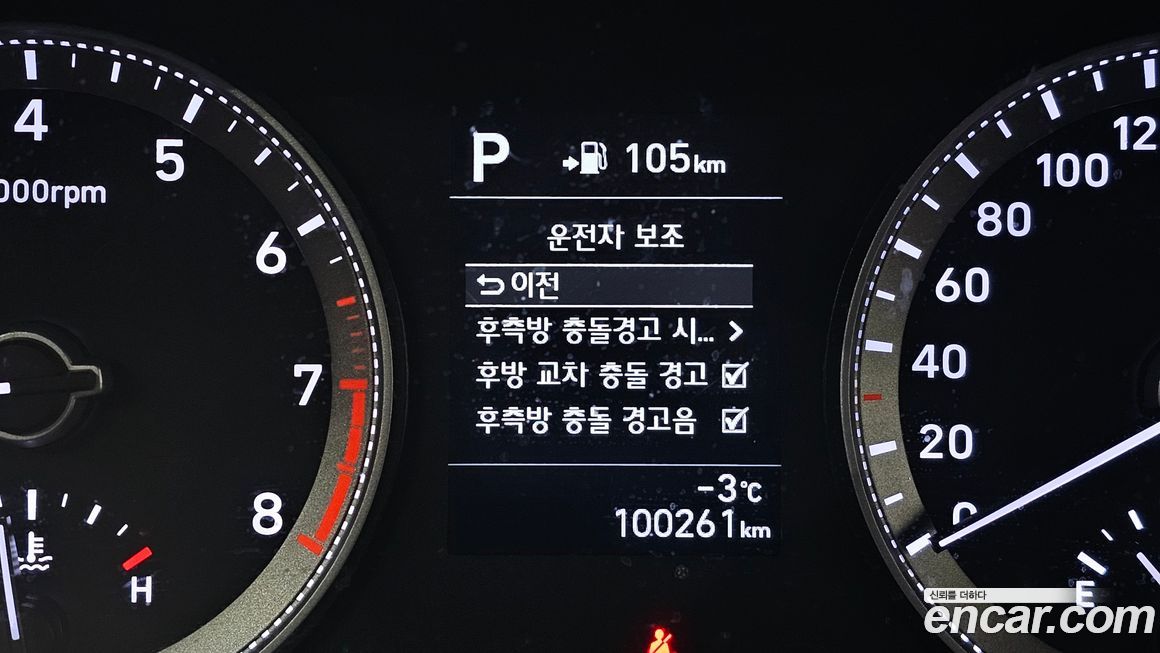 4
5
6
7
8
000rpm
H
P 105km
운전자 보조
이전
후측방 충돌경고 시...
후방 교차 충돌 경고
후측방 충돌 경고음
-3°C
100261km
12
100
80
60
40
20
0
E
신뢰를 더하다
encar.com